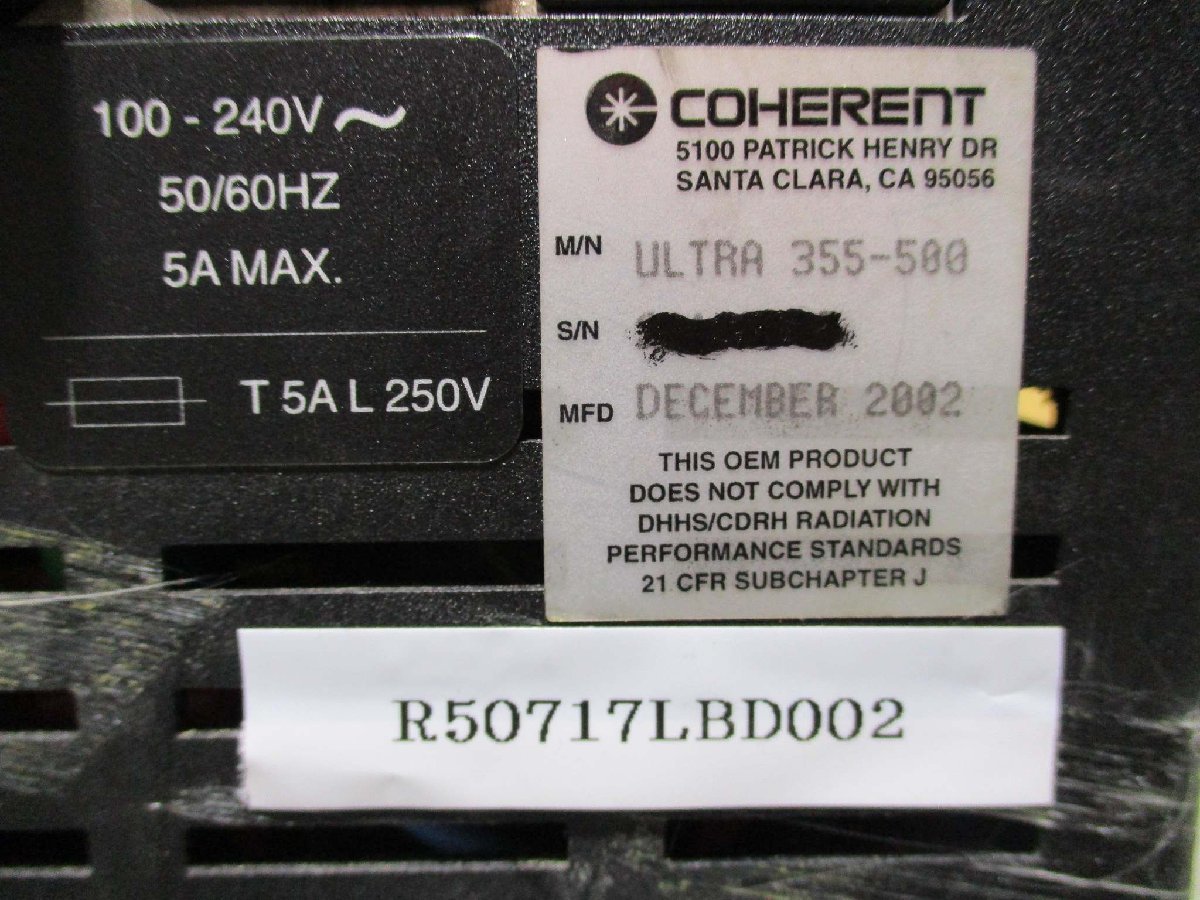 100 - 240V ~
50/60HZ
5A MAX.
T 5A L 250V
COHERENT
5100 PATRICK HENRY DR
SANTA CLARA, CA 95056
M/N ULTRA 355-500
S/N
MFD DECEMBER 2002
THIS OEM PRODUCT
DOES NOT COMPLY WITH
DHHS/CDRH RADIATION
PERFORMANCE STANDARDS
21 CFR SUBCHAPTER J
R50717LBD002